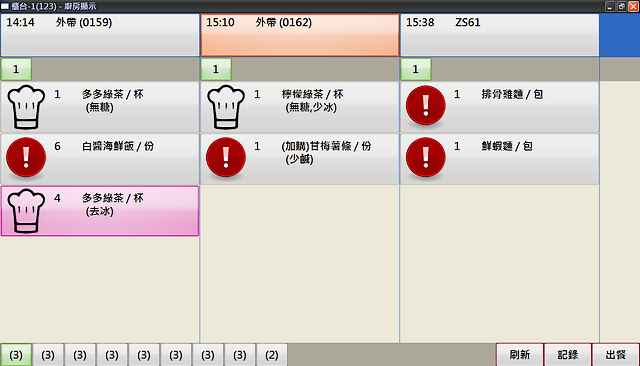 櫃台-1(123) - 廚房顯示
14:14 外帶 (0159)
15:10 外帶 (0162)
15:38 ZS61
1
1
1
1 多多綠茶 / 杯
(無糖)
1 檸檬綠茶 / 杯
(無糖,少冰)
1 排骨雞麵 / 包
6 白醬海鮮飯 / 份
1 (加購)甘梅薯條 / 份
(少鹹)
1 鮮蝦麵 / 包
4 多多綠茶 / 杯
(去冰)
(3) (3) (3) (3) (3) (3) (3) (3) (2)
刷新 記錄 出餐